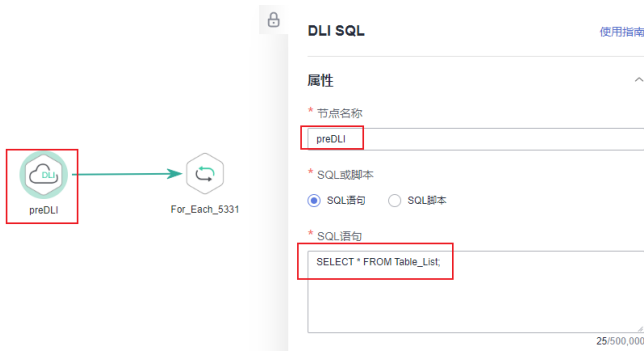 DLI SQL
使用指南
属性
* 节点名称
preDLI
* SQL或脚本
SQL语句
SQL脚本
* SQL语句
SELECT * FROM Table_List;
25/500,000
DLI
preDLI
For_Each_5331